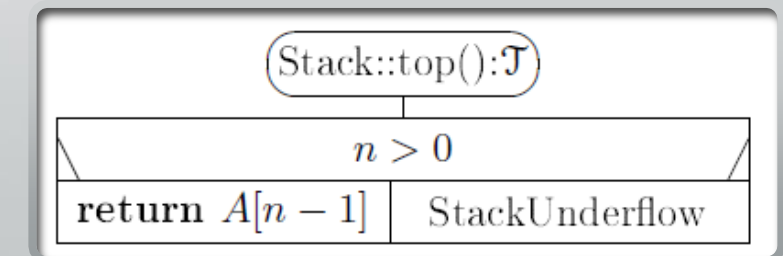 Stack::top():𝒯
n > 0
return A[n − 1]
StackUnderflow